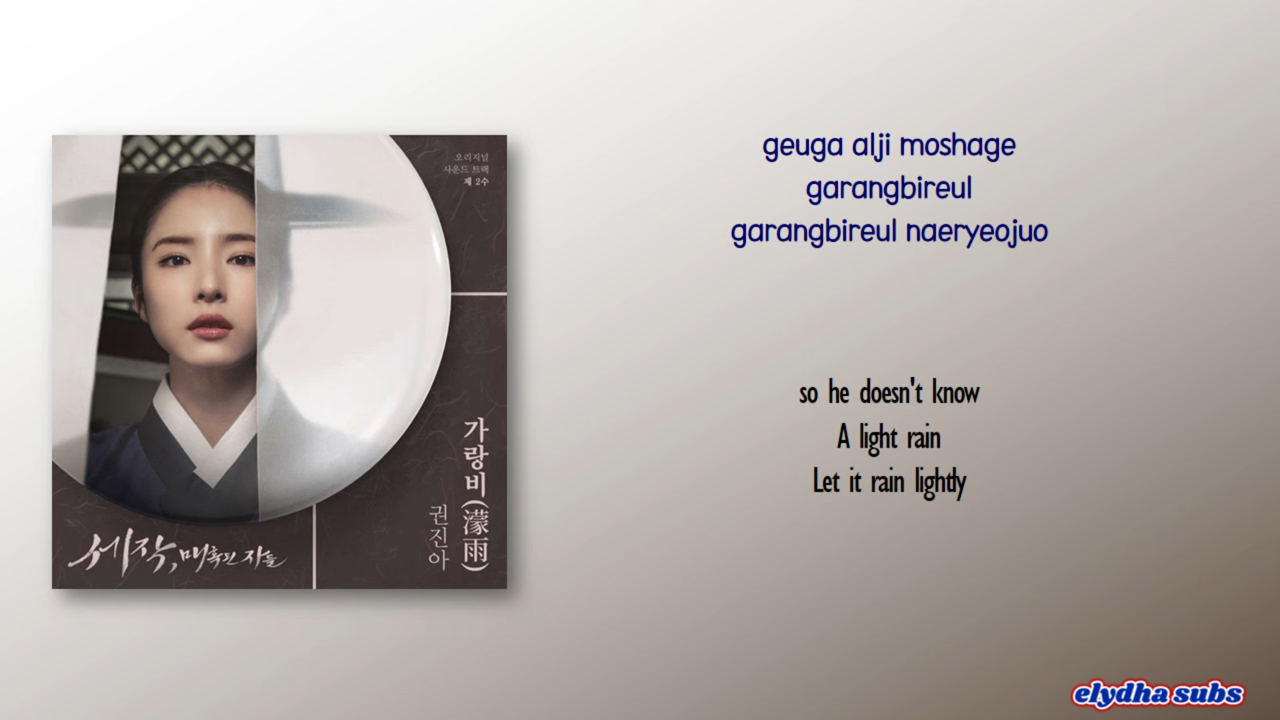 오리지널
사운드 트랙
제 2수
가랑비(濛雨)
권진아
세작, 매혹된 자들
geuga alji moshage
garangbireul
garangbireul naeryeojuo
so he doesn't know
A light rain
Let it rain lightly
elydha subs